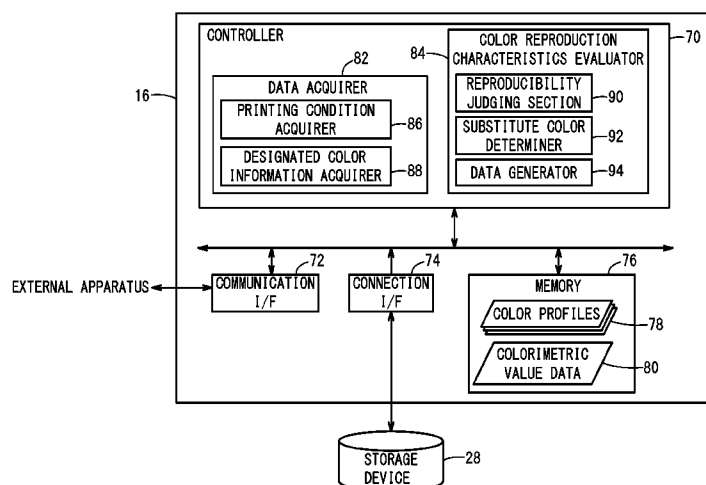 CONTROLLER
70
82
84
COLOR REPRODUCTION
CHARACTERISTICS EVALUATOR
16
DATA ACQUIRER
PRINTING CONDITION
ACQUIRER
86
DESIGNATED COLOR
INFORMATION ACQUIRER
88
REPRODUCIBILITY
JUDGING SECTION
90
SUBSTITUTE COLOR
DETERMINER
92
DATA GENERATOR
94
EXTERNAL APPARATUS
72
COMMUNICATION
I/F
74
CONNECTION
I/F
76
MEMORY
COLOR PROFILES
78
COLORIMETRIC
VALUE DATA
80
STORAGE
DEVICE
28